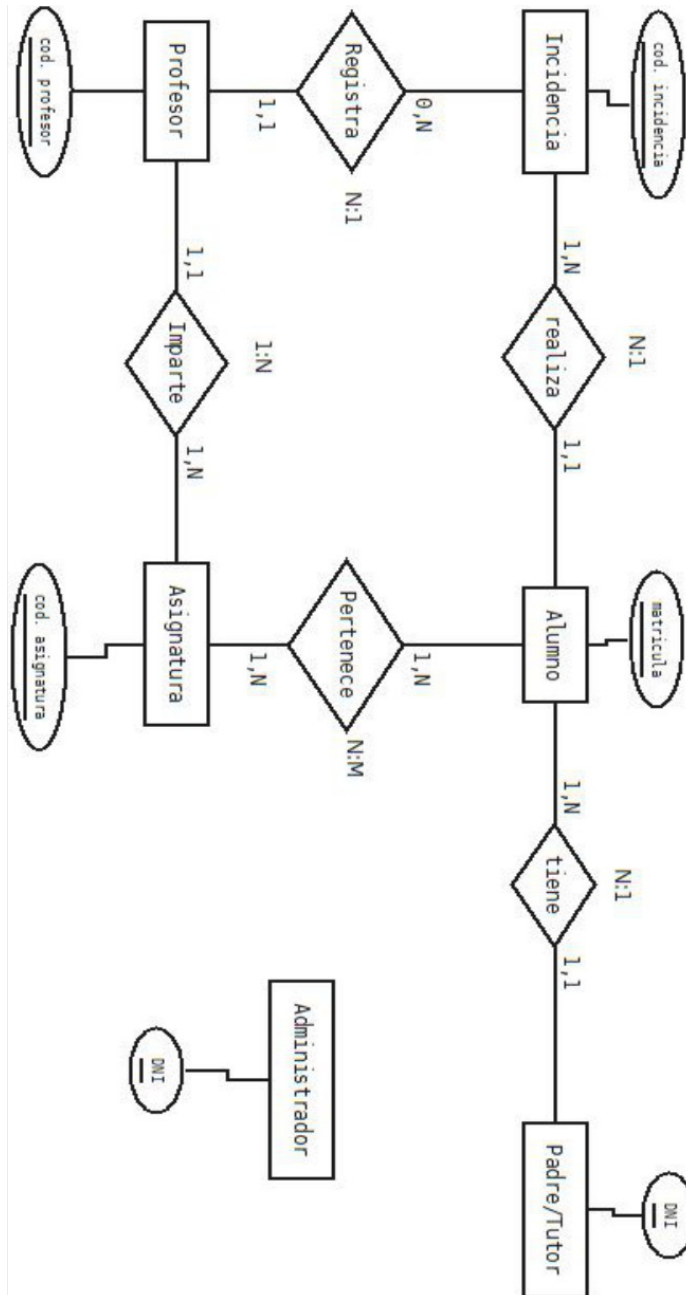 cod. incidencia
matricula
DNI
N:1
N:1
Incidencia
1,N
realiza
1,1
Alumno
1,N
tiene
1,1
Padre/Tutor
0,N
1,N
Registra
N:1
Pertenece
N:M
Administrador
1,1
1:N
1,N
Profesor
1,1
Imparte
1,N
Asignatura
DNI
cod. profesor
cod. asignatura